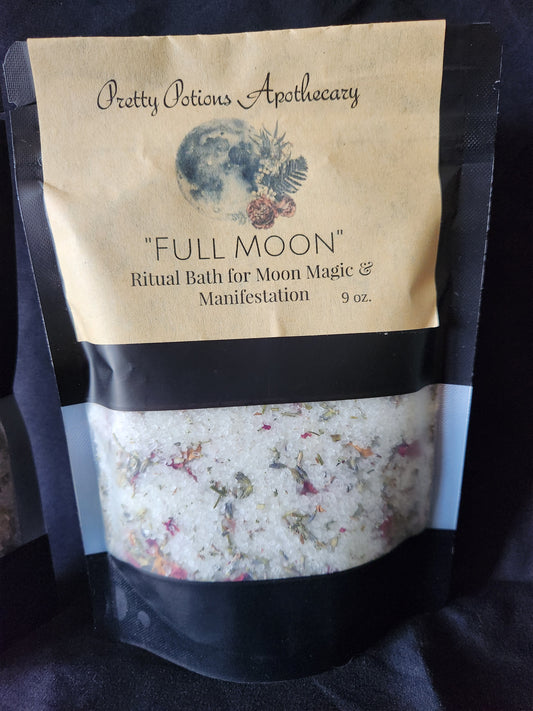 Pretty Potions Apothecary
"FULL MOON"
Ritual Bath for Moon Magic &
Manifestation 9 oz.